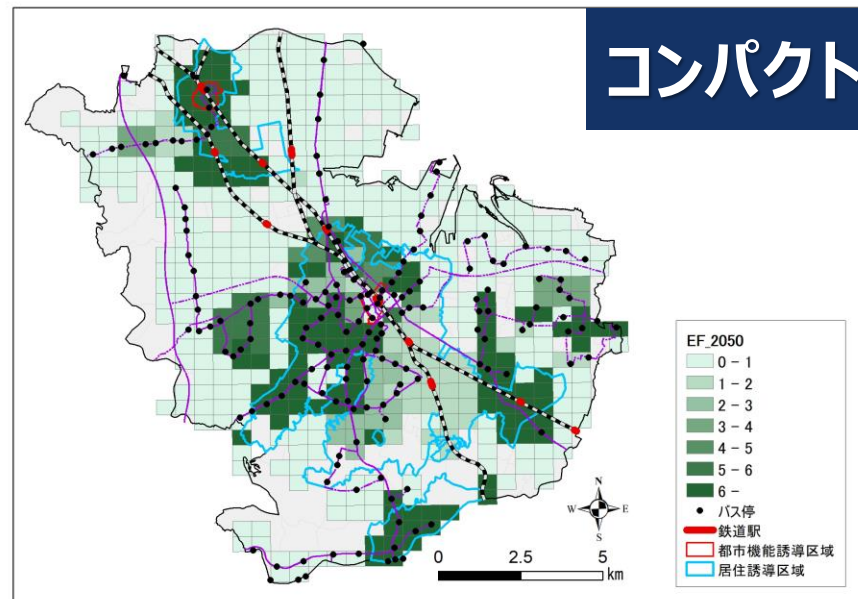 コンパクト
EF_2050
0 - 1
1 - 2
2 - 3
3 - 4
4 - 5
5 - 6
6 -
バス停
鉄道駅
都市機能誘導区域
居住誘導区域
N
W
E
S
0
2.5
5
km